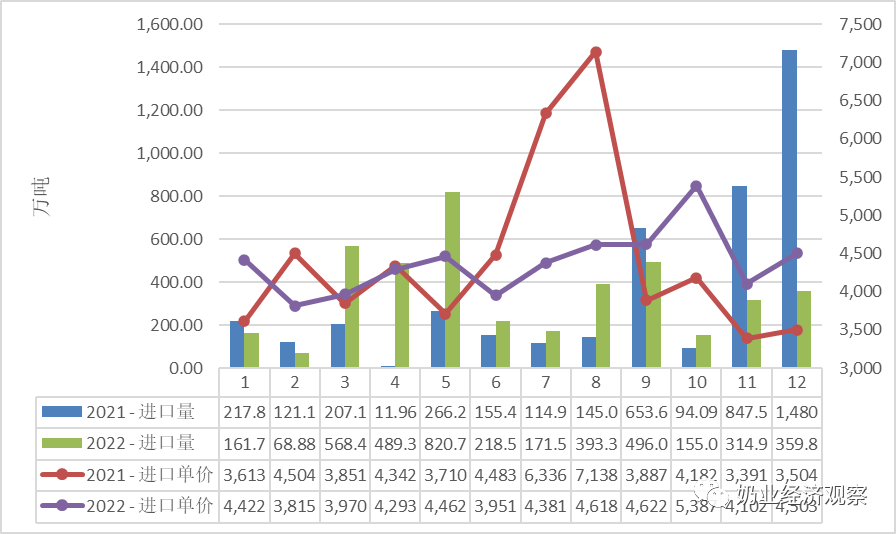 1,600.00
1,400.00
1,200.00
1,000.00
800.00
600.00
400.00
200.00
0.00
万吨
7,500
7,000
6,500
6,000
5,500
5,000
4,500
4,000
3,500
3,000
1 2 3 4 5 6 7 8 9 10 11 12
2021 - 进口量 217.8 121.1 207.1 11.96 266.2 155.4 114.9 145.0 653.6 94.09 847.5 1,480
2022 - 进口量 161.7 68.88 568.4 489.3 820.7 218.5 171.5 393.3 496.0 155.0 314.9 359.8
2021 - 进口单价 3,613 4,504 3,851 4,342 3,710 4,483 6,336 7,138 3,887 4,182 3,391 3,504
2022 - 进口单价 4,422 3,815 3,970 4,293 4,462 3,951 4,381 4,618 4,622 5,387 4,102 4,503
奶业经济观察